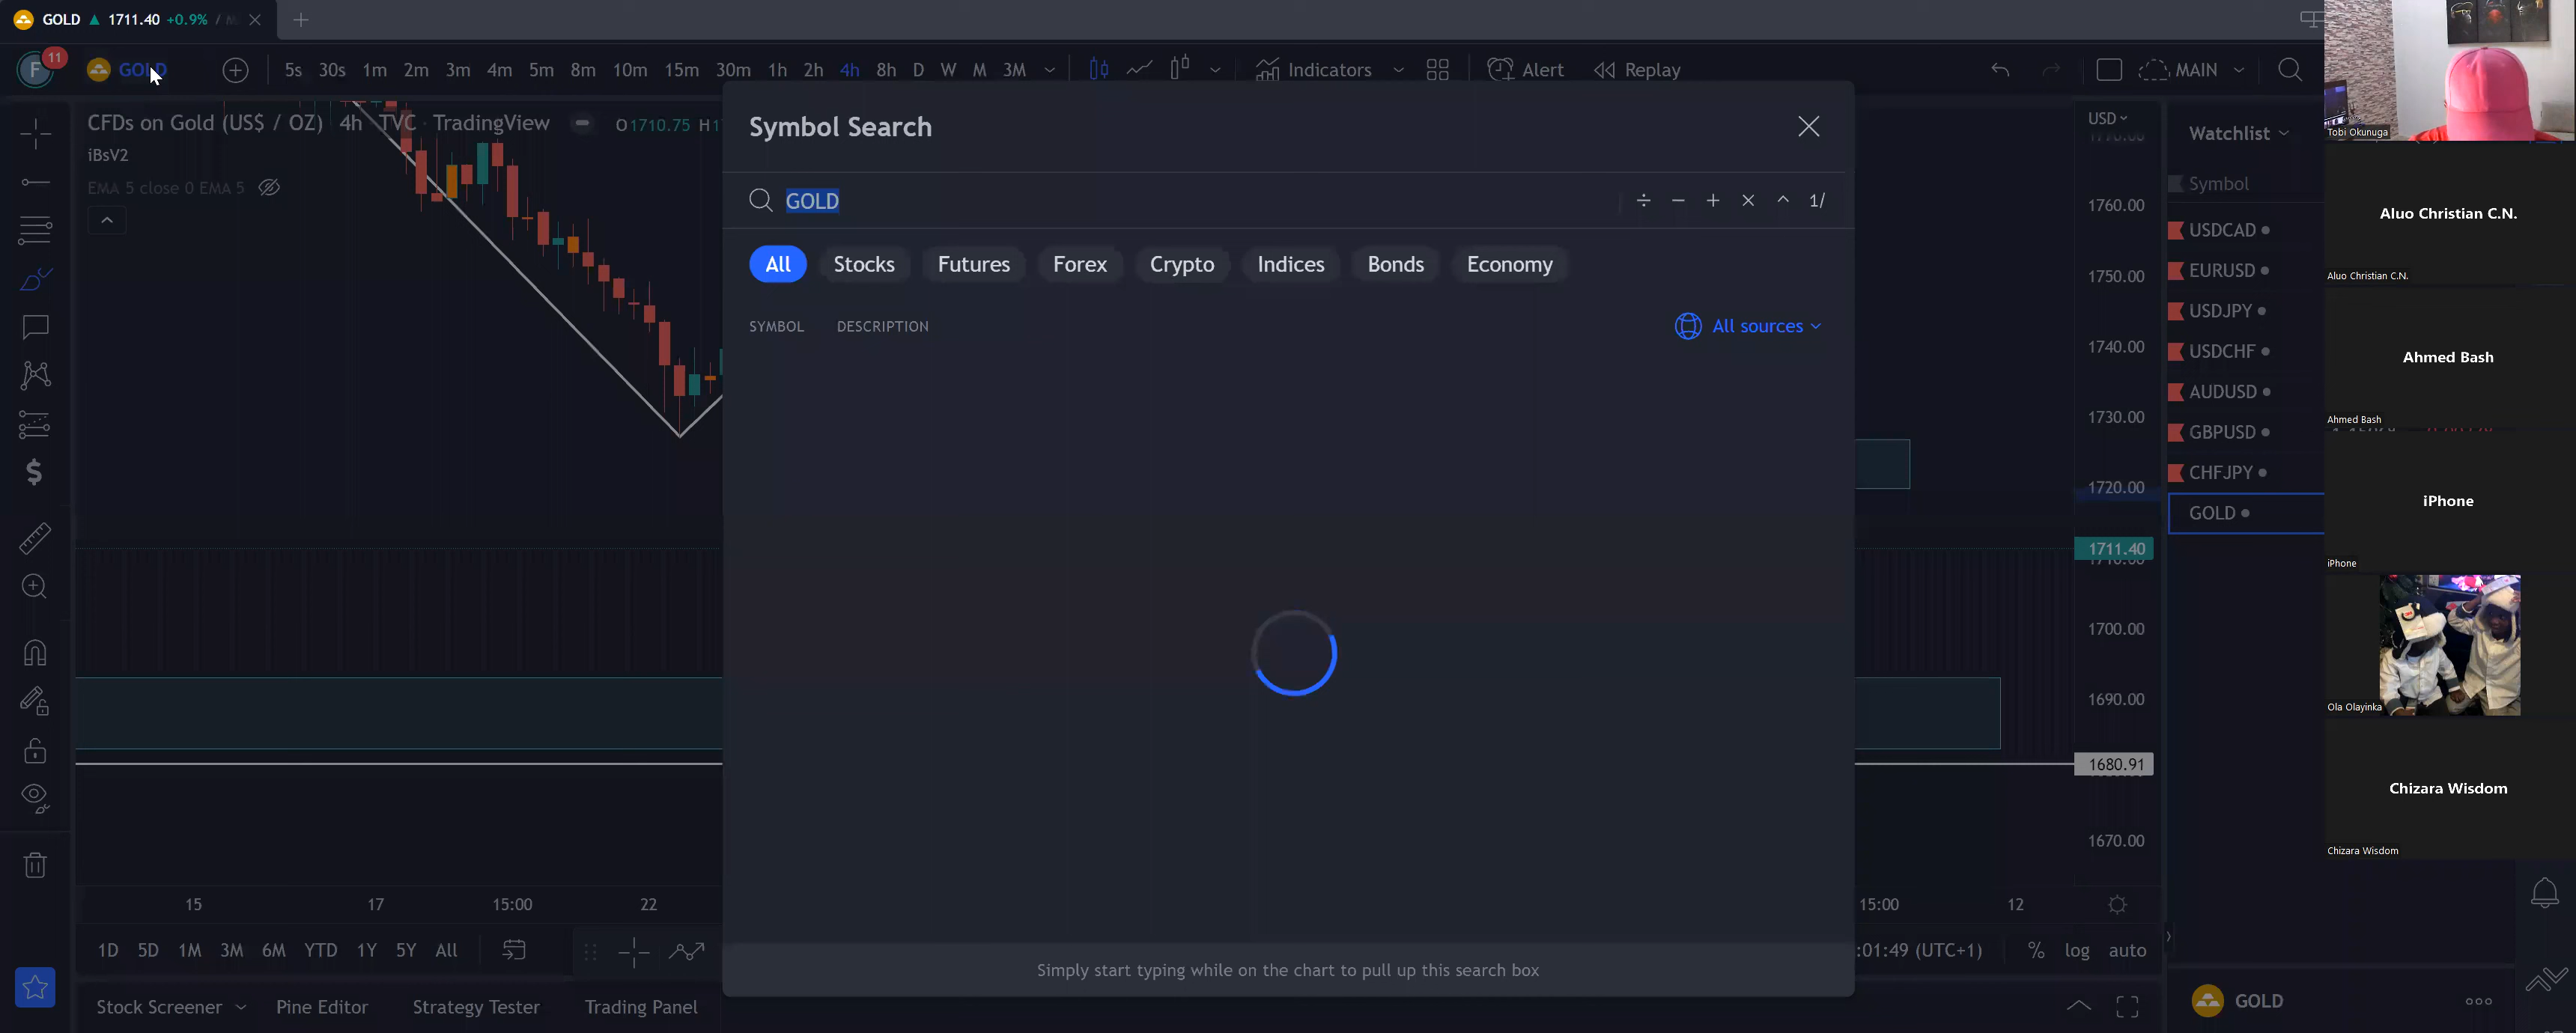 GOLD ▲ 1711.40 +0.9% /
F 11 GOLD 5s 30s 1m 2m 3m 4m 5m 8m 10m 15m 30m 1h 2h 4h 8h D W M 3M Indicators Alert Replay MAIN
CFDs on Gold (US$ / OZ) 4h TVC TradingView O1710.75 H1
iBsV2
EMA 5 close 0 EMA 5
Symbol Search
GOLD ÷ − + × ^ 1/
All Stocks Futures Forex Crypto Indices Bonds Economy
SYMBOL DESCRIPTION All sources
Simply start typing while on the chart to pull up this search box
USD
1760.00
1750.00
1740.00
1730.00
1720.00
1711.40
1700.00
1690.00
1680.91
1670.00
15 17 15:00 22 15:00 12
1D 5D 1M 3M 6M YTD 1Y 5Y All :01:49 (UTC+1) % log auto
Stock Screener Pine Editor Strategy Tester Trading Panel
Watchlist
Symbol
USDCAD
EURUSD
USDJPY
USDCHF
AUDUSD
GBPUSD
CHFJPY
GOLD
GOLD
Tobi Okunuga
Aluo Christian C.N.
Aluo Christian C.N.
Ahmed Bash
Ahmed Bash
iPhone
iPhone
Ola Olayinka
Chizara Wisdom
Chizara Wisdom